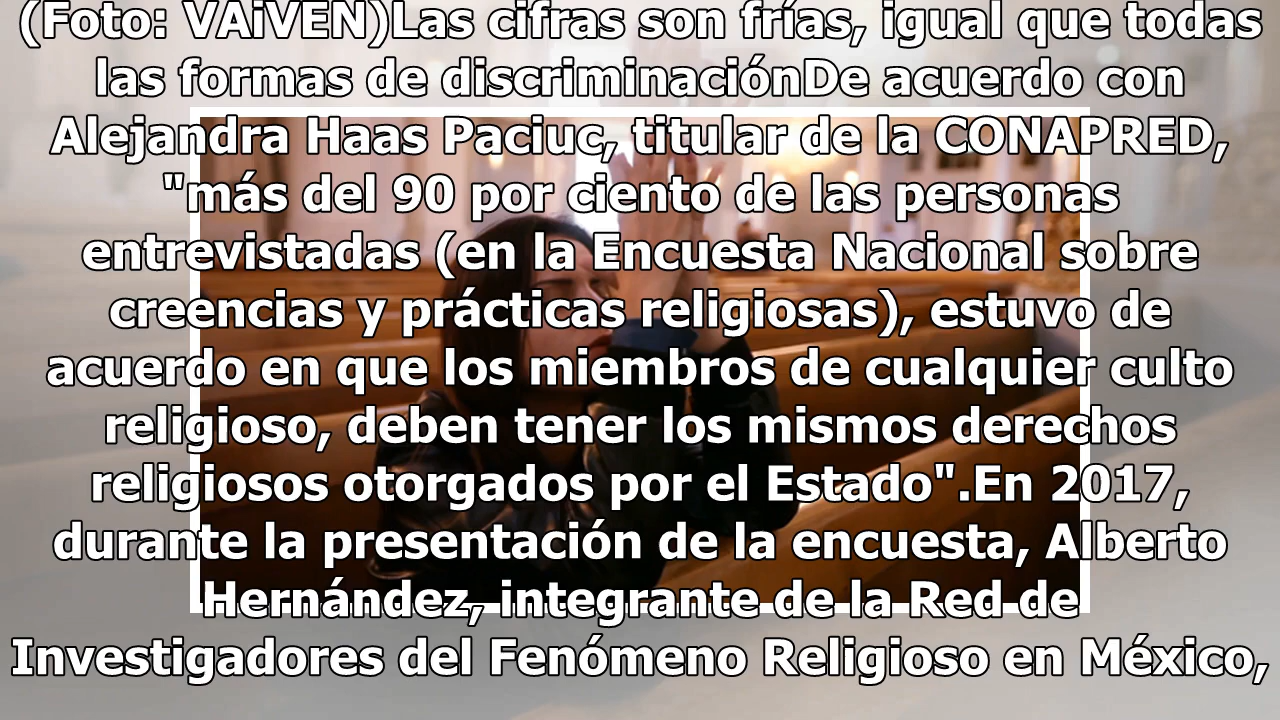 (Foto: VAiVEN)Las cifras son frías, igual que todas
las formas de discriminaciónDe acuerdo con
Alejandra Haas Paciuc, titular de la CONAPRED,
"más del 90 por ciento de las personas
entrevistadas (en la Encuesta Nacional sobre
creencias y prácticas religiosas), estuvo de
acuerdo en que los miembros de cualquier culto
religioso, deben tener los mismos derechos
religiosos otorgados por el Estado".En 2017,
durante la presentación de la encuesta, Alberto
Hernández, integrante de la Red de
Investigadores del Fenómeno Religioso en México,